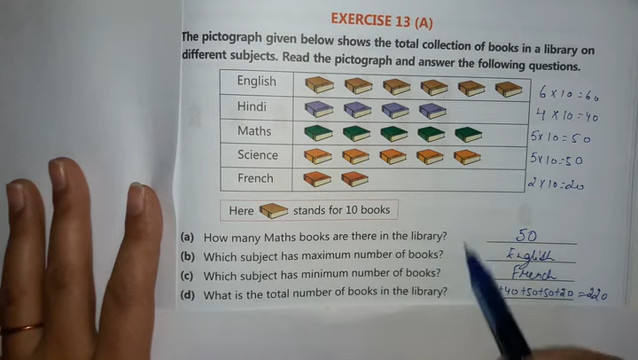 EXERCISE 13 (A)
The pictograph given below shows the total collection of books in a library on
different subjects. Read the pictograph and answer the following questions.
English 6 × 10 = 60
Hindi 4 × 10 = 40
Maths 5 × 10 = 50
Science 5 × 10 = 50
French 2 × 10 = 20
Here stands for 10 books
(a) How many Maths books are there in the library? 50
(b) Which subject has maximum number of books? English
(c) Which subject has minimum number of books? French
(d) What is the total number of books in the library? +40+50+50+20 = 220